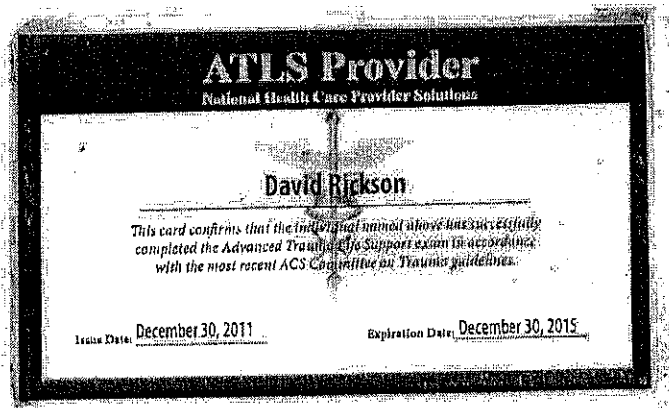 ATLS Provider
National Health Care Provider Solutions
David Rickson
This card confirms that the individual named above has successfully
completed the Advanced Trauma Life Support exam in accordance
with the most recent ACS Committee on Trauma guidelines.
Issue Date: December 30, 2011
Expiration Date: December 30, 2015